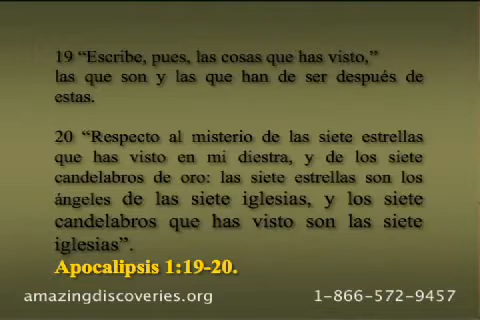 19 “Escribe, pues, las cosas que has visto,”
las que son y las que han de ser después de
estas.
20 “Respecto al misterio de las siete estrellas
que has visto en mi diestra, y de los siete
candelabros de oro: las siete estrellas son los
ángeles de las siete iglesias, y los siete
candelabros que has visto son las siete
iglesias”.
Apocalipsis 1:19-20.
amazingdiscoveries.org 1-866-572-9457